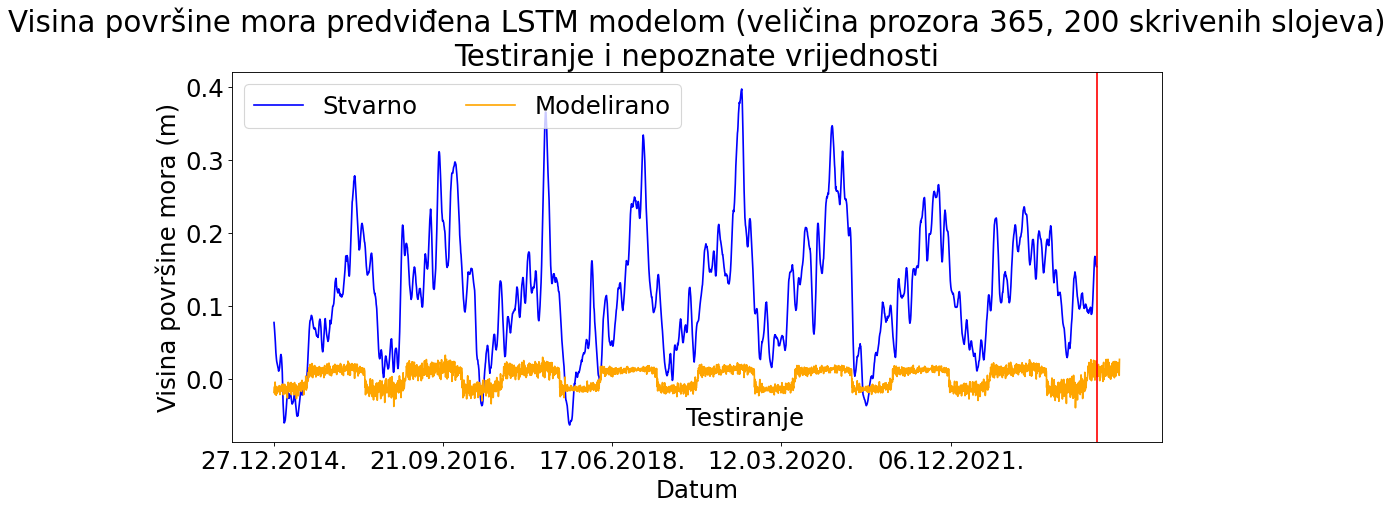 Visina površine mora predviđena LSTM modelom (veličina prozora 365, 200 skrivenih slojeva)
Testiranje i nepoznate vrijednosti
Stvarno
Modelirano
Visina površine mora (m)
0.4
0.3
0.2
0.1
0.0
Testiranje
27.12.2014.
21.09.2016.
17.06.2018.
12.03.2020.
06.12.2021.
Datum